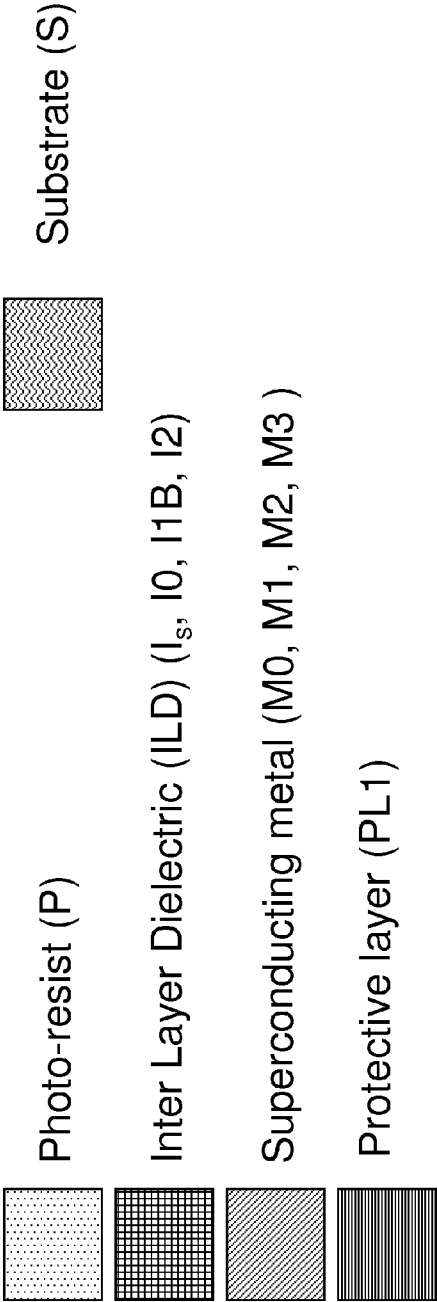 Photo-resist (P)
Substrate (S)
Inter Layer Dielectric (ILD) (Is, I0, I1B, I2)
Superconducting metal (M0, M1, M2, M3 )
Protective layer (PL1)